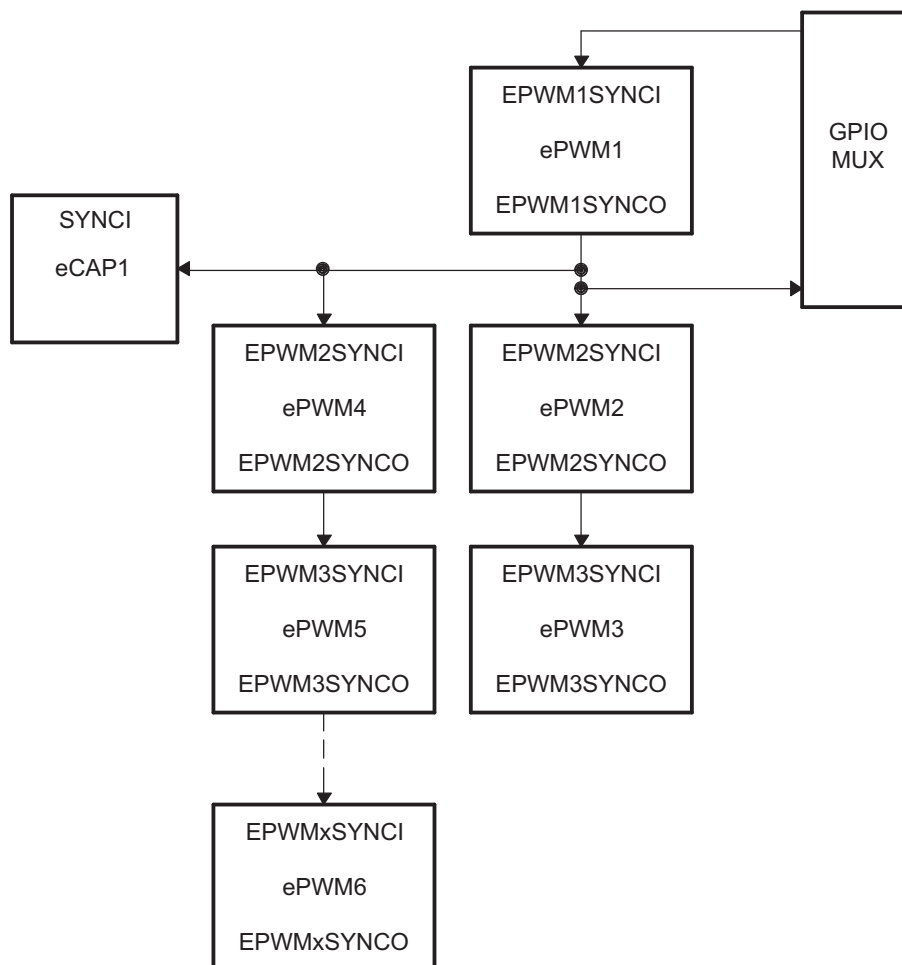 EPWM1SYNCI
ePWM1
EPWM1SYNCO
GPIO
MUX
SYNCI
eCAP1
EPWM2SYNCI
ePWM4
EPWM2SYNCO
EPWM2SYNCI
ePWM2
EPWM2SYNCO
EPWM3SYNCI
ePWM5
EPWM3SYNCO
EPWM3SYNCI
ePWM3
EPWM3SYNCO
EPWMxSYNCI
ePWM6
EPWMxSYNCO